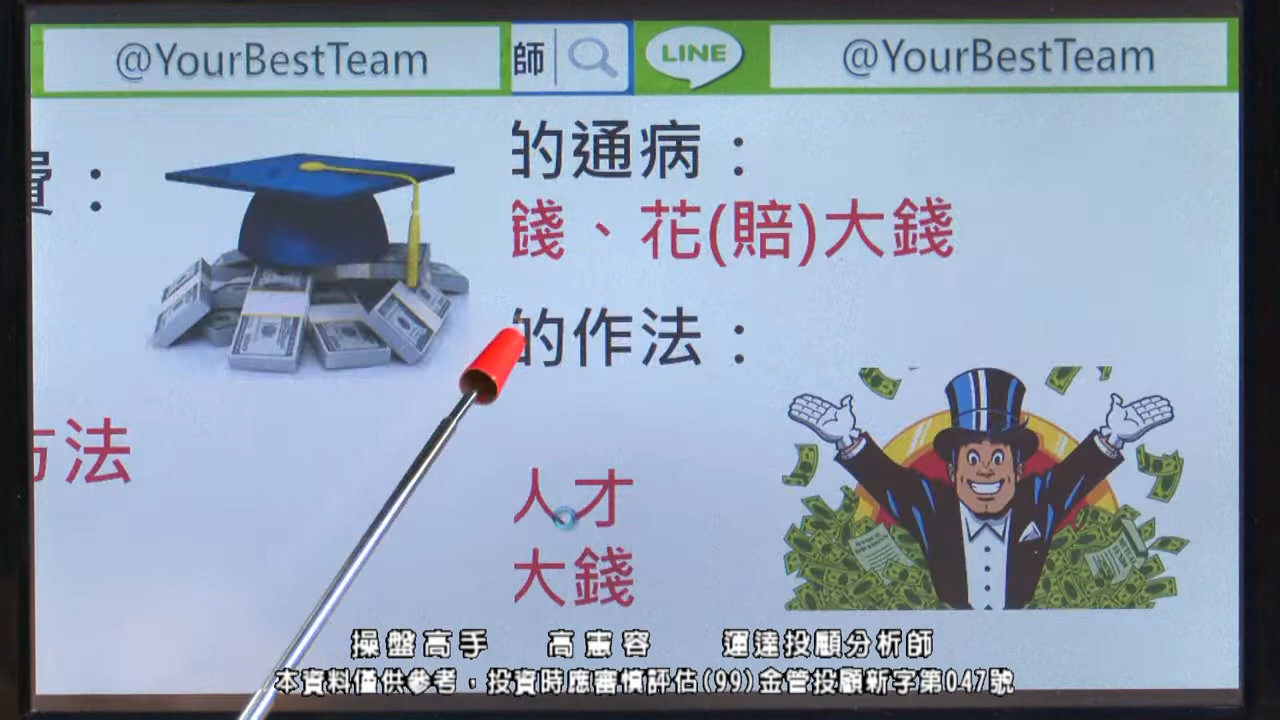 @YourBestTeam
師
LINE
@YourBestTeam
的通病：
費：
錢、花(賠)大錢
的作法：
方法
人才
大錢
操盤高手 高憲容 運達投顧分析師
本資料僅供參考，投資時應審慎評估(99)金管投顧新字第047號